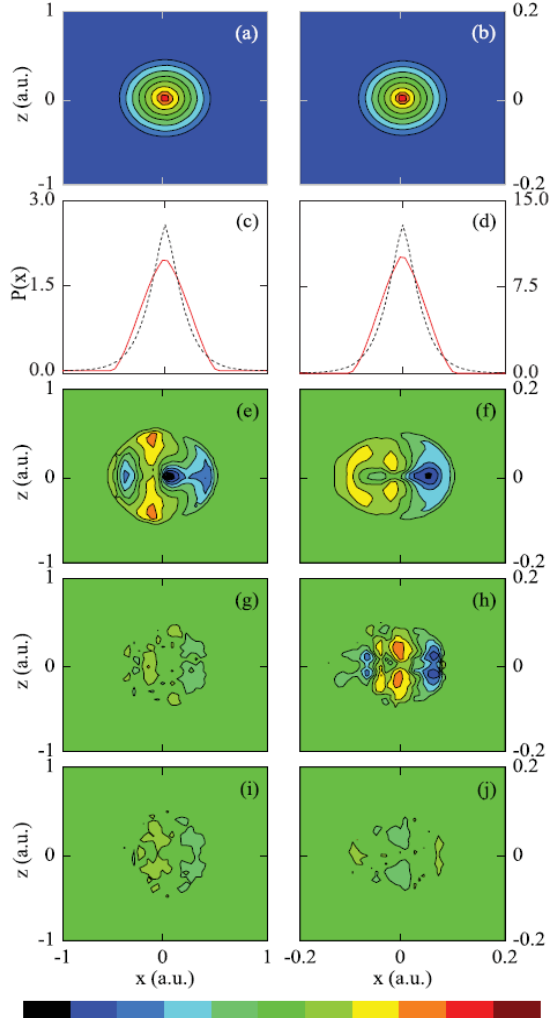 1 (a) (b) 0.2
z (a.u.) 0 0
-1 -0.2
3.0 (c) (d) 15.0
P(x) 1.5 7.5
0.0 0.0
1 (e) (f) 0.2
z (a.u.) 0 0
-1 -0.2
1 (g) (h) 0.2
z (a.u.) 0 0
-1 -0.2
1 (i) (j) 0.2
z (a.u.) 0 0
-1 -0.2
-1 0 1 -0.2 0 0.2
x (a.u.) x (a.u.)